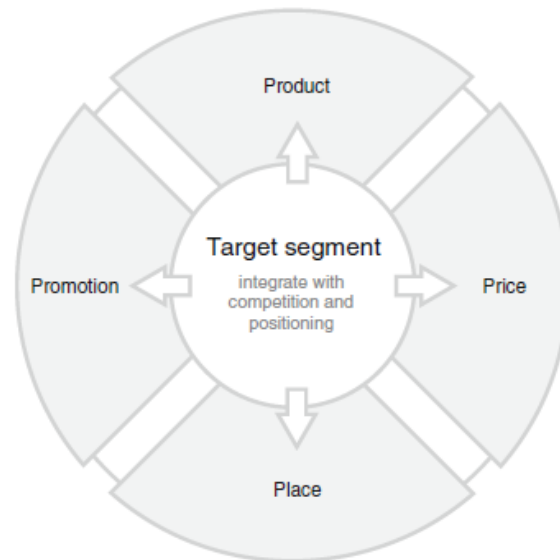 Product
Target segment
integrate with
competition and
positioning
Promotion
Price
Place